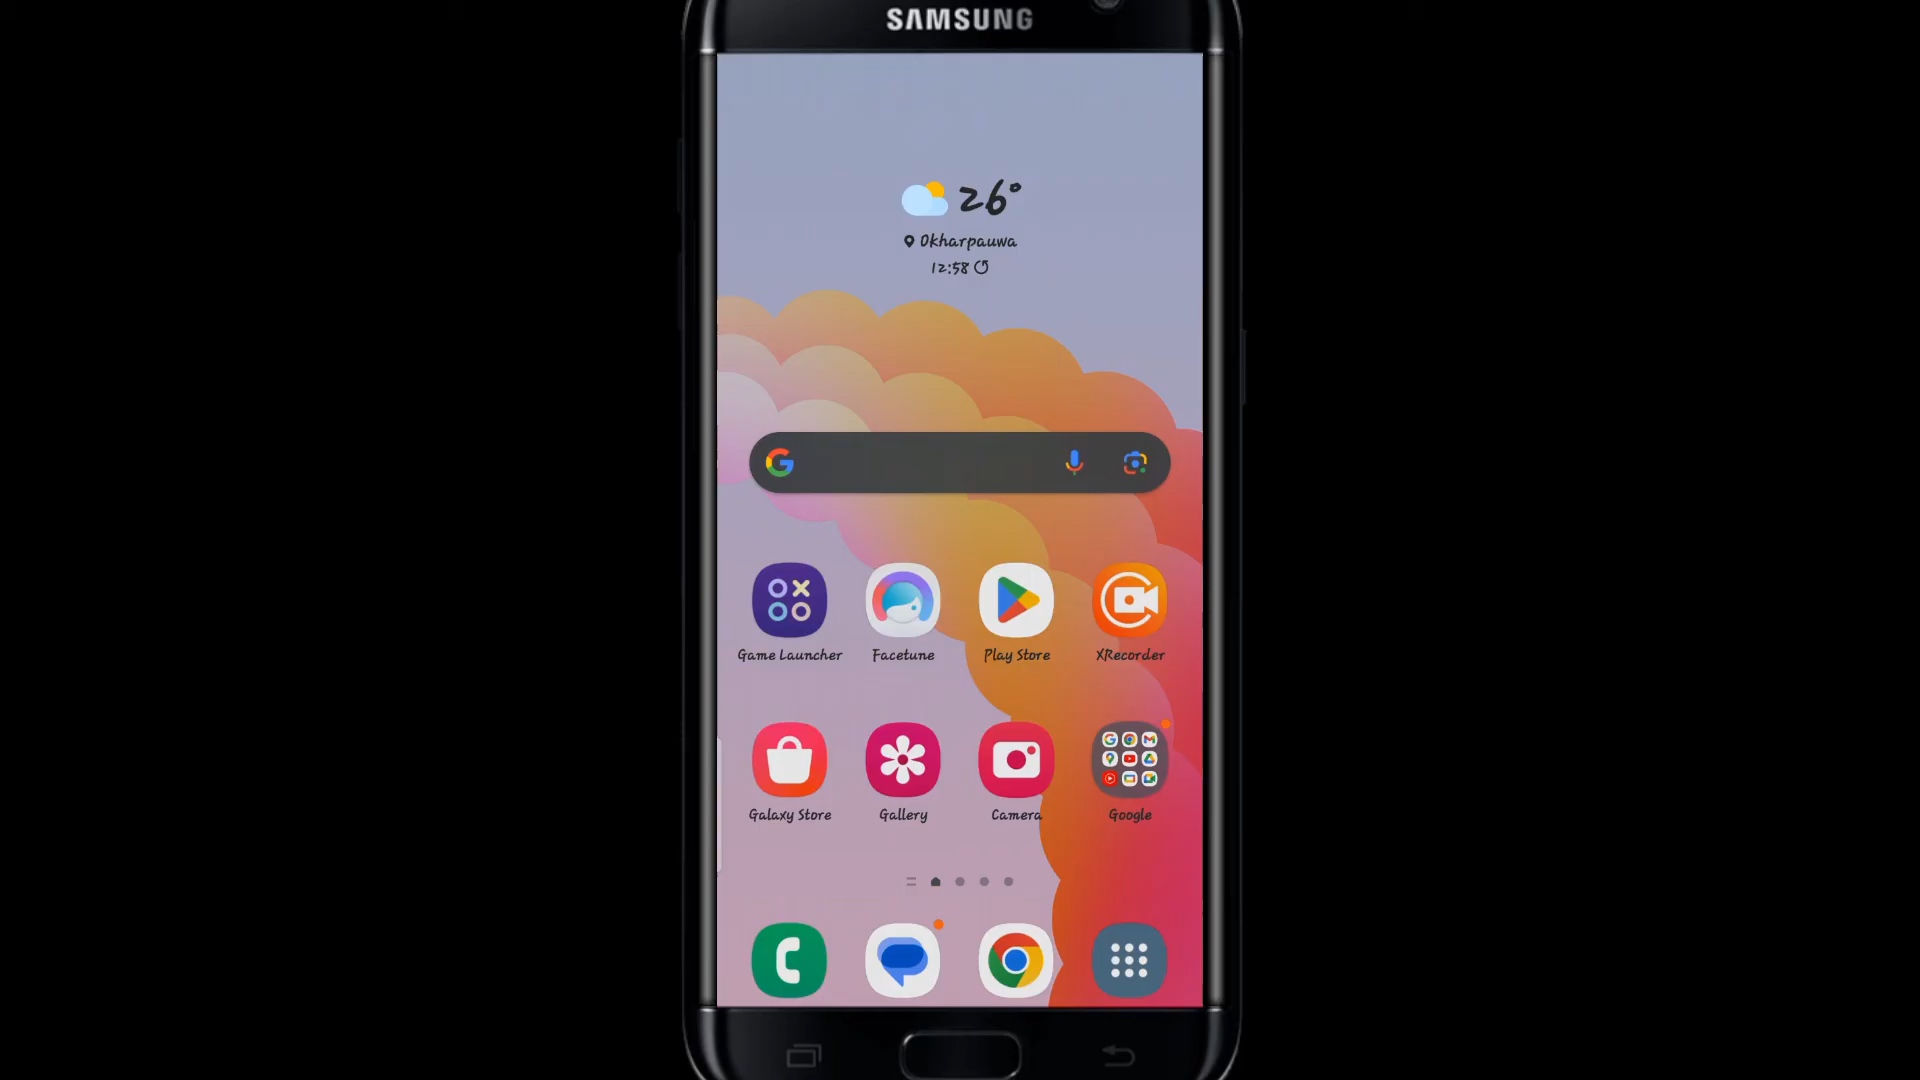 SAMSUNG
26°
Okharpauwa
12:58
Game Launcher
Facetune
Play Store
XRecorder
Galaxy Store
Gallery
Camera
Google